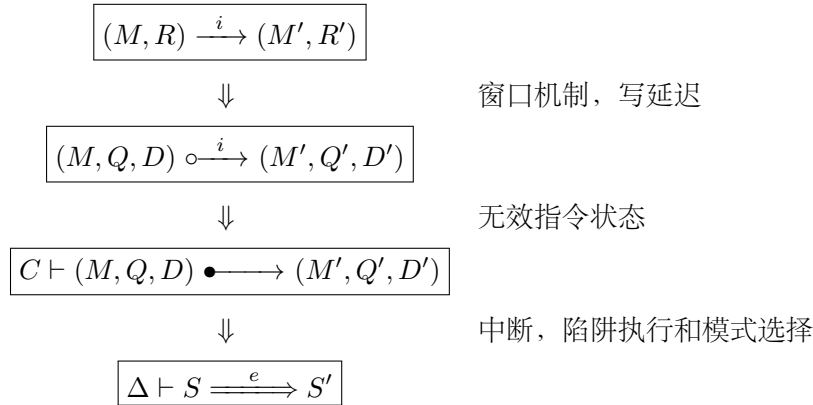 (M, R) —i→ (M′, R′)
⇓ 窗口机制，写延迟
(M, Q, D) ∘—i→ (M′, Q′, D′)
⇓ 无效指令状态
C ⊢ (M, Q, D) •——→ (M′, Q′, D′)
⇓ 中断，陷阱执行和模式选择
Δ ⊢ S =e=⇒ S′